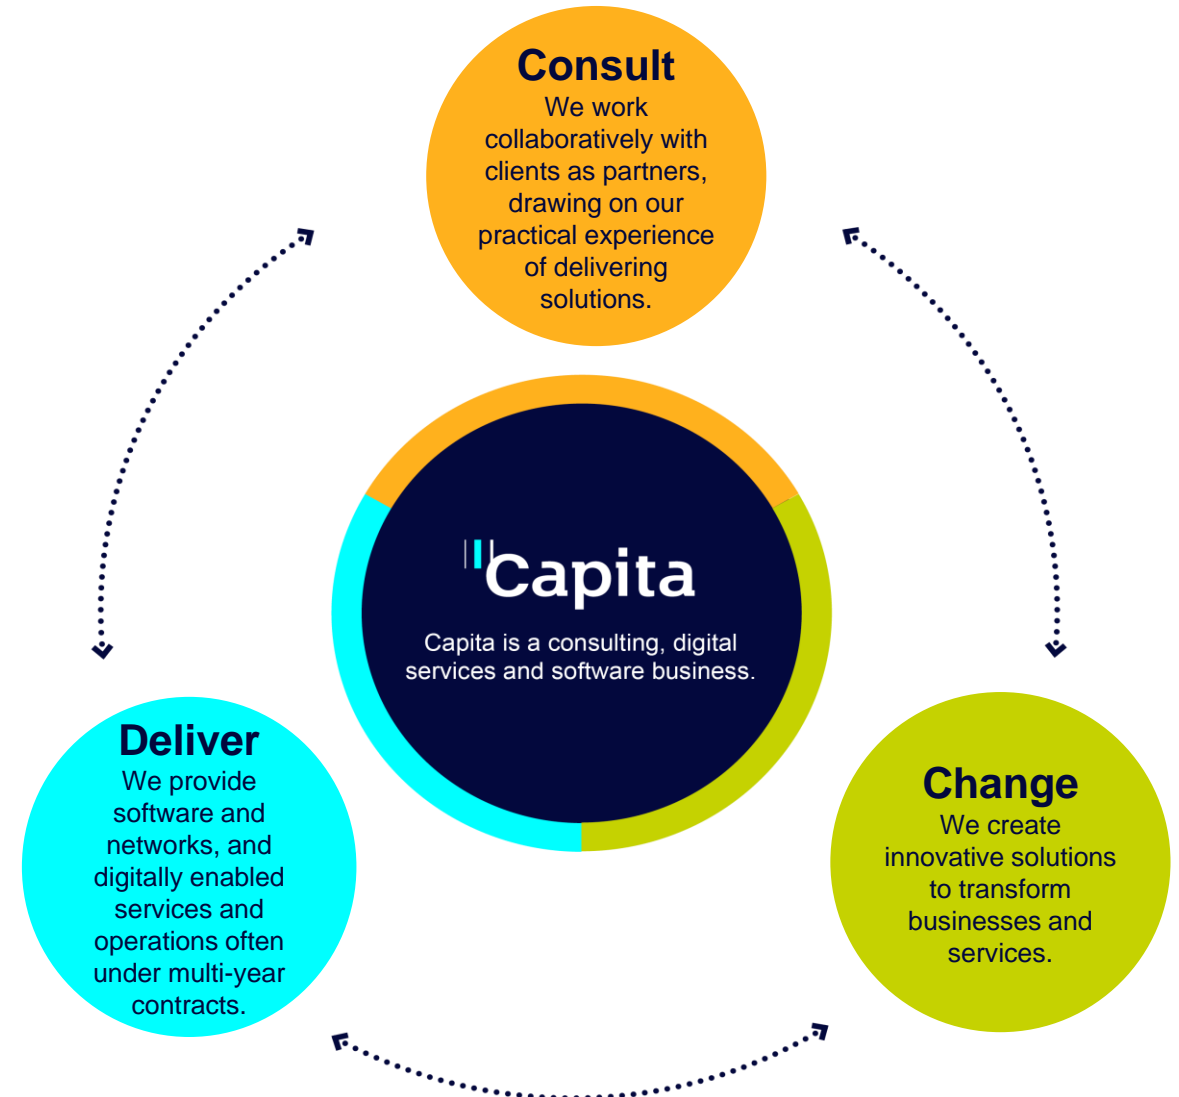 Consult
We work
collaboratively with
clients as partners,
drawing on our
practical experience
of delivering
solutions.
Capita
Capita is a consulting, digital
services and software business.
Deliver
We provide
software and
networks, and
digitally enabled
services and
operations often
under multi-year
contracts.
Change
We create
innovative solutions
to transform
businesses and
services.